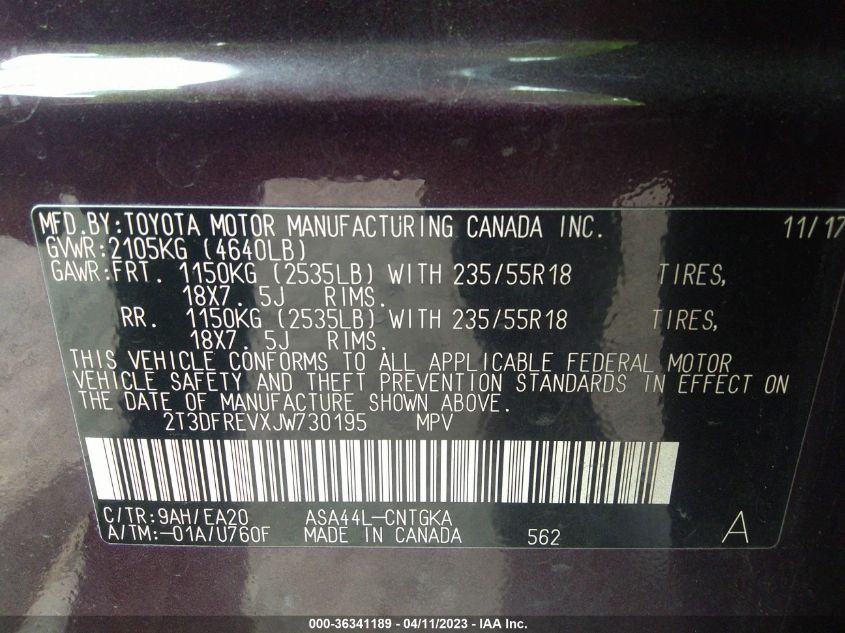 MFD.BY:TOYOTA MOTOR MANUFACTURING CANADA INC. 11/17
GVWR:2105KG (4640LB)
GAWR:FRT. 1150KG (2535LB) WITH 235/55R18 TIRES,
18X7. 5J RIMS.
RR. 1150KG (2535LB) WITH 235/55R18 TIRES,
18X7. 5J RIMS.
THIS VEHICLE CONFORMS TO ALL APPLICABLE FEDERAL MOTOR
VEHICLE SAFETY AND THEFT PREVENTION STANDARDS IN EFFECT ON
THE DATE OF MANUFACTURE SHOWN ABOVE.
2T3DFREVXJW730195 MPV
C/TR:9AH/EA20 ASA44L-CNTGKA
A/TM:-01A/U760F MADE IN CANADA 562 A
000-36341189 - 04/11/2023 - IAA Inc.